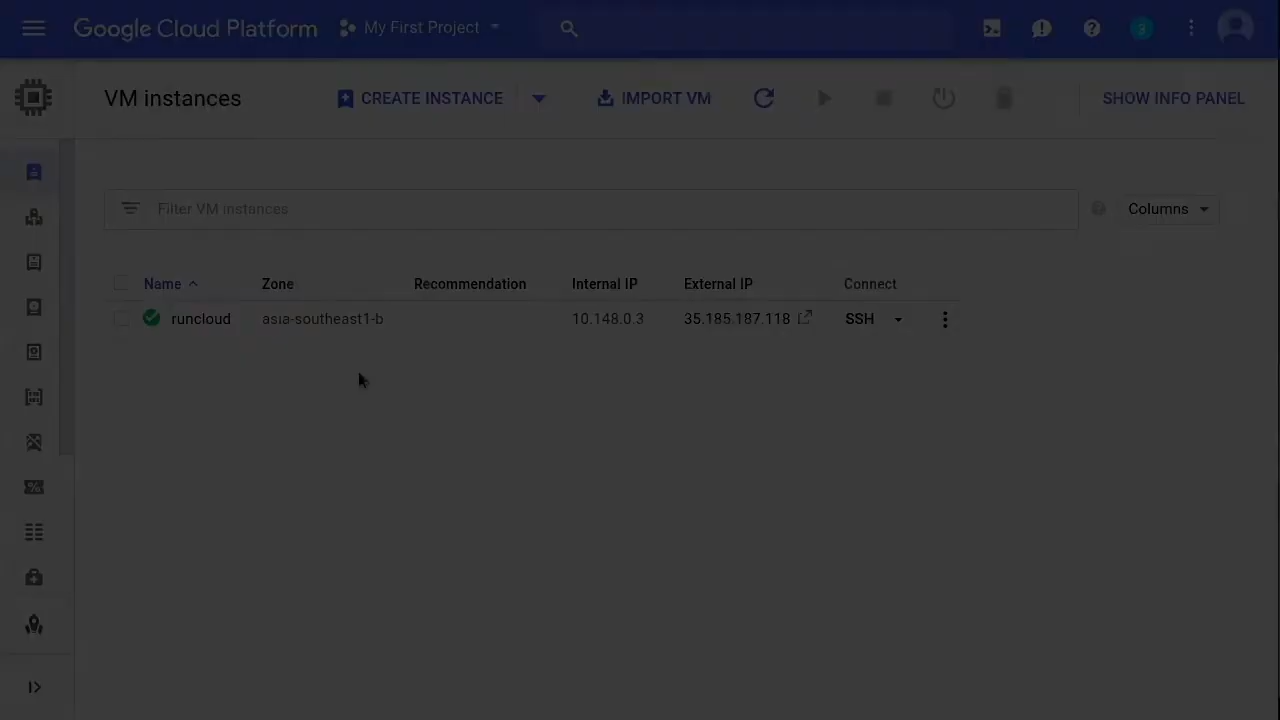 Google Cloud Platform My First Project 3
VM instances CREATE INSTANCE IMPORT VM SHOW INFO PANEL
Filter VM instances Columns
Name Zone Recommendation Internal IP External IP Connect
runcloud asia-southeast1-b 10.148.0.3 35.185.187.118 SSH